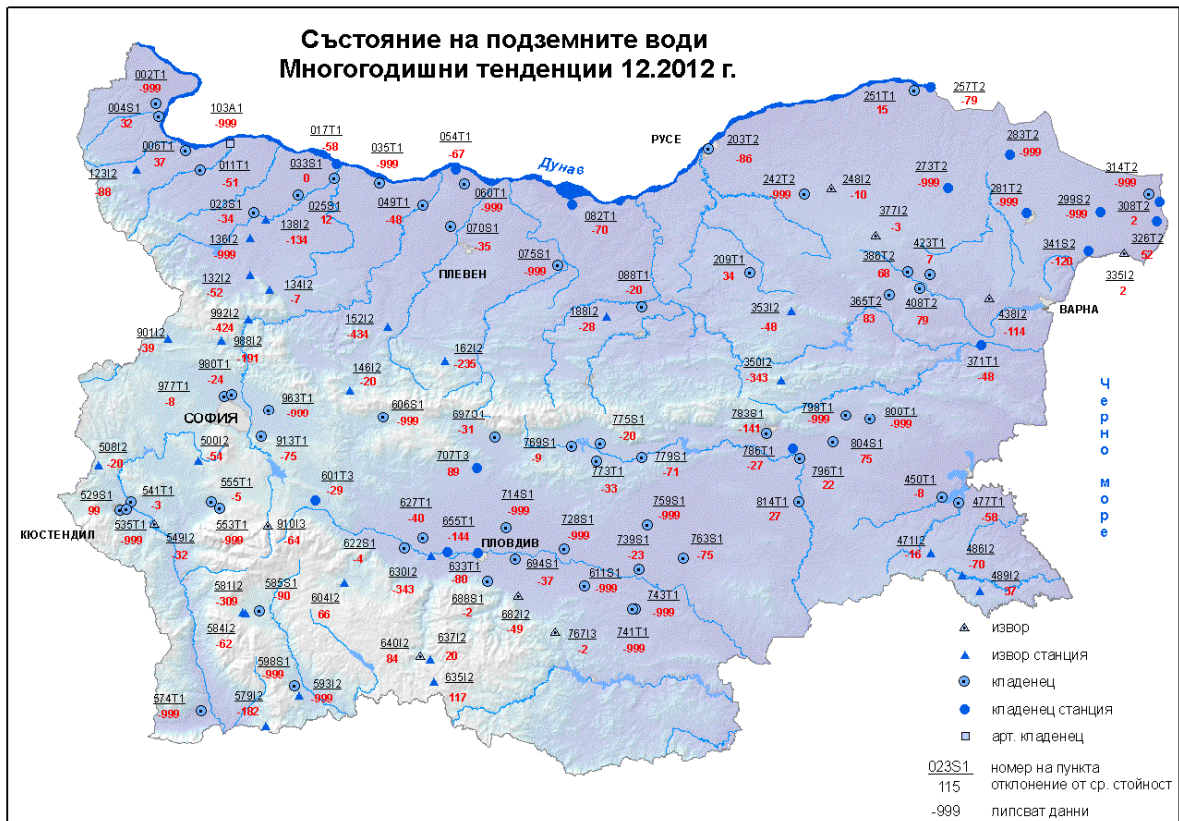 Състояние на подземните води
Многогодишни тенденции 12.2012 г.
002T1
-999
004S1
32
103A1
-999
006T1
37
011T1
-51
123I2
-88
017T1
-58
033S1
0
035T1
-999
054T1
-67
Дунав
РУСЕ
203T2
-86
251T1
15
257T2
-79
283T2
-999
273T2
-999
281T2
-999
299S2
-999
314T2
-999
308T2
2
326T2
52
335I2
2
341S2
-120
242T2
-999
248I2
-10
377I2
-3
023S1
-34
025S1
12
049T1
-48
060T1
-999
082T1
-70
138I2
-134
136I2
-999
070S1
-35
ПЛЕВЕН
075S1
-999
088T1
-20
209T1
34
386T2
68
423T1
7
365T2
83
408T2
79
ВАРНА
438I2
-114
132I2
-52
134I2
-7
992I2
-424
901I2
39
988I2
-191
152I2
-434
188I2
-28
353I2
-48
162I2
-235
350I2
-343
371T1
-48
980T1
-24
977T1
-8
146I2
-20
963T1
-999
СОФИЯ
606S1
-999
697S1
-31
775S1
-20
783S1
-141
798T1
-999
800T1
-999
Черно море
508I2
-20
500I2
-54
913T1
-75
769S1
-9
773T1
-33
779S1
-71
786T1
-27
804S1
75
796T1
22
707T3
89
601T3
-29
529S1
99
541T1
-3
555T1
-5
КЮСТЕНДИЛ
535T1
-999
549I2
-32
553T1
-999
910I3
-64
627T1
-40
714S1
-999
655T1
-144
728S1
-999
759S1
-999
814T1
27
450T1
-8
477T1
-58
ПЛОВДИВ
622S1
-4
630I2
-343
633T1
-80
694S1
-37
739S1
-23
763S1
-75
471I2
-16
486I2
-70
489I2
37
581I2
-309
585S1
90
604I2
66
688S1
-2
611S1
-999
743T1
-999
682I2
-49
584I2
-62
640I2
84
637I2
20
767I3
-2
741T1
-999
598S1
-999
593I2
-909
635I2
117
574T1
-999
579I2
-182
извор
извор станция
кладенец
кладенец станция
арт. кладенец
023S1 номер на пункта
115 отклонение от ср. стойност
-999 липсват данни